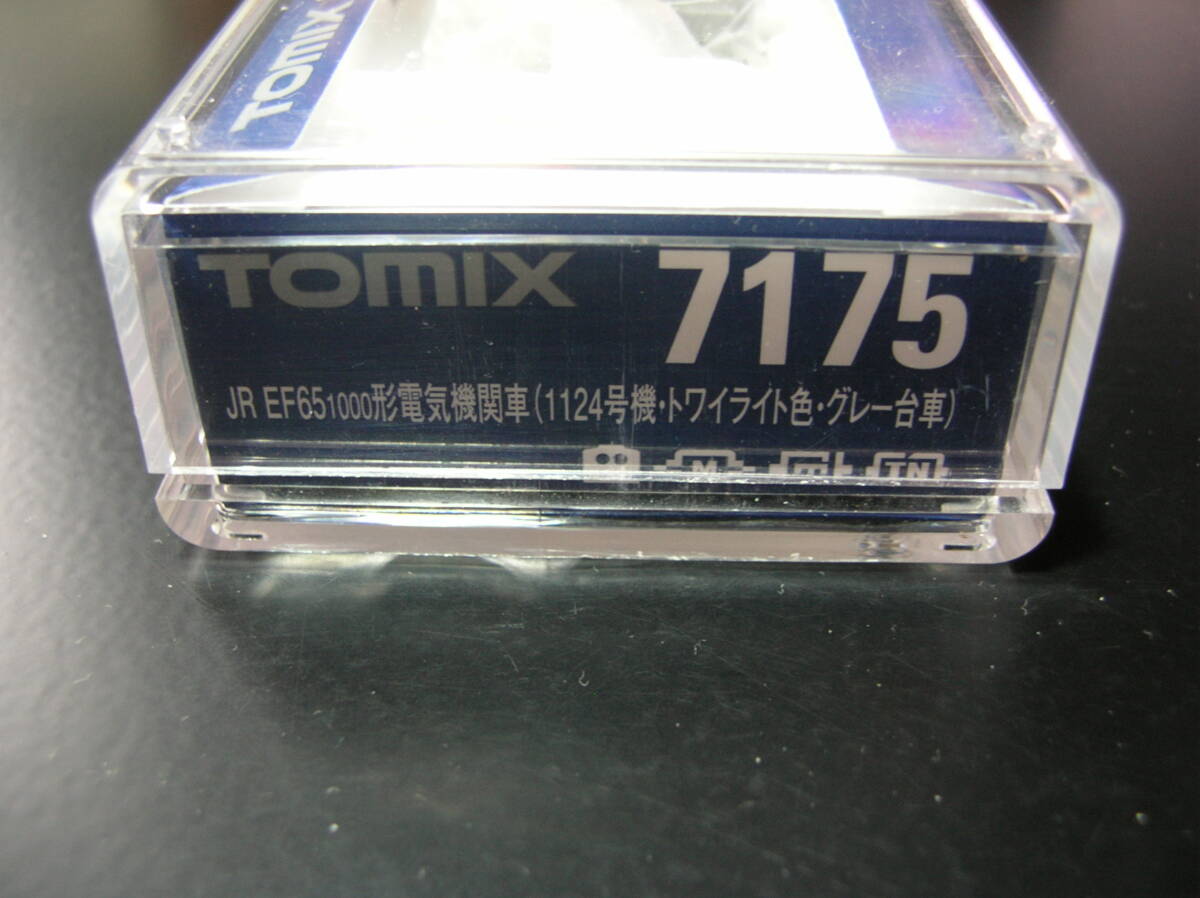 TOMIX
TOMIX 7175
JR EF651000形電気機関車(1124号機・トワイライト色・グレー台車)
M TN